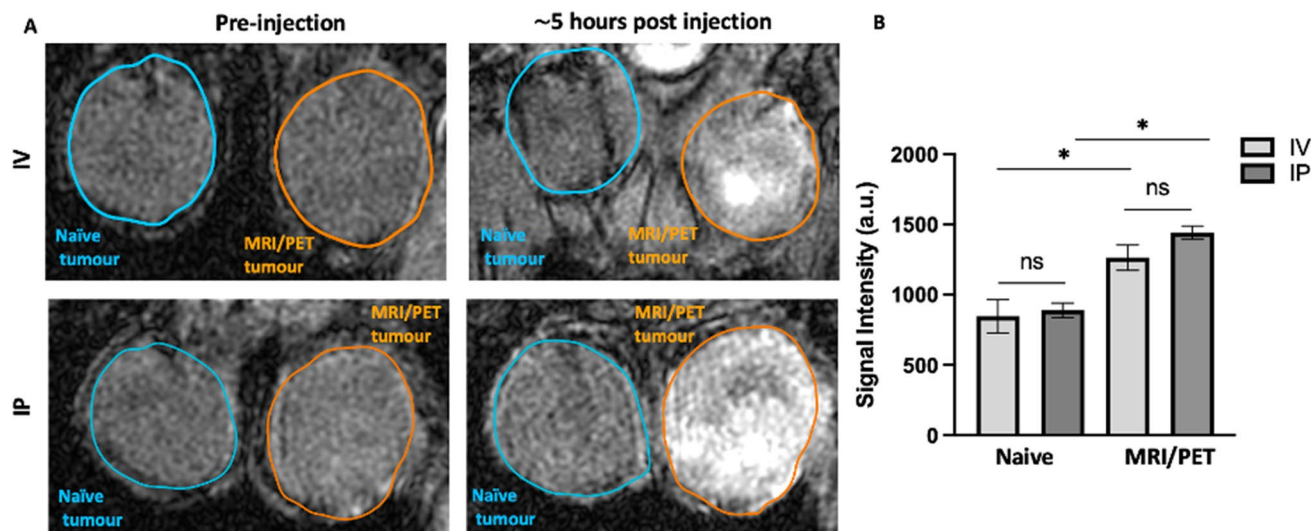 A
Pre-injection
~5 hours post injection
IV
Naïve
tumour
MRI/PET
tumour
Naïve
tumour
MRI/PET
tumour
IP
MRI/PET
tumour
Naïve
tumour
MRI/PET
tumour
Naïve
tumour
B
*
*
ns
ns
IV
IP
Signal Intensity (a.u.)
2000
1500
1000
500
0
Naive
MRI/PET